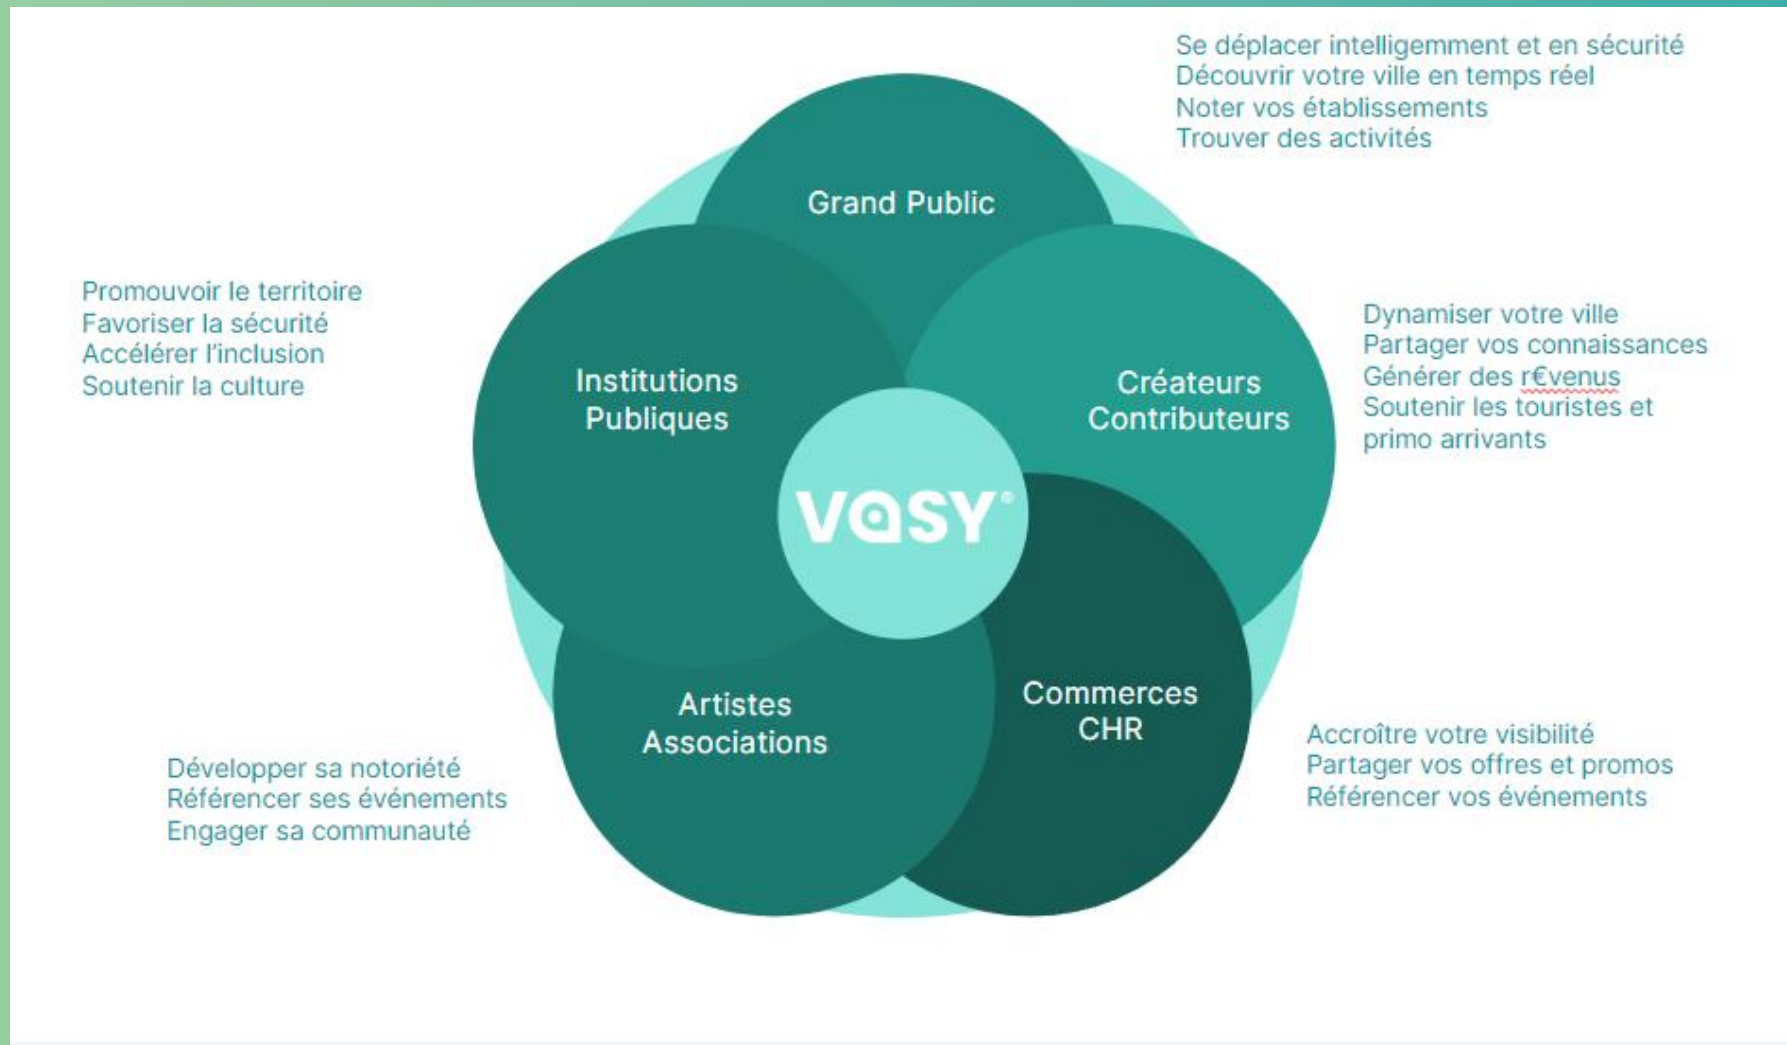 Se déplacer intelligemment et en sécurité
Découvrir votre ville en temps réel
Noter vos établissements
Trouver des activités
Grand Public
Promouvoir le territoire
Favoriser la sécurité
Accélérer l'inclusion
Soutenir la culture
Institutions
Publiques
Créateurs
Contributeurs
Dynamiser votre ville
Partager vos connaissances
Générer des r€venus
Soutenir les touristes et
primo arrivants
vasy®
Artistes
Associations
Commerces
CHR
Développer sa notoriété
Référencer ses événements
Engager sa communauté
Accroître votre visibilité
Partager vos offres et promos
Référencer vos événements